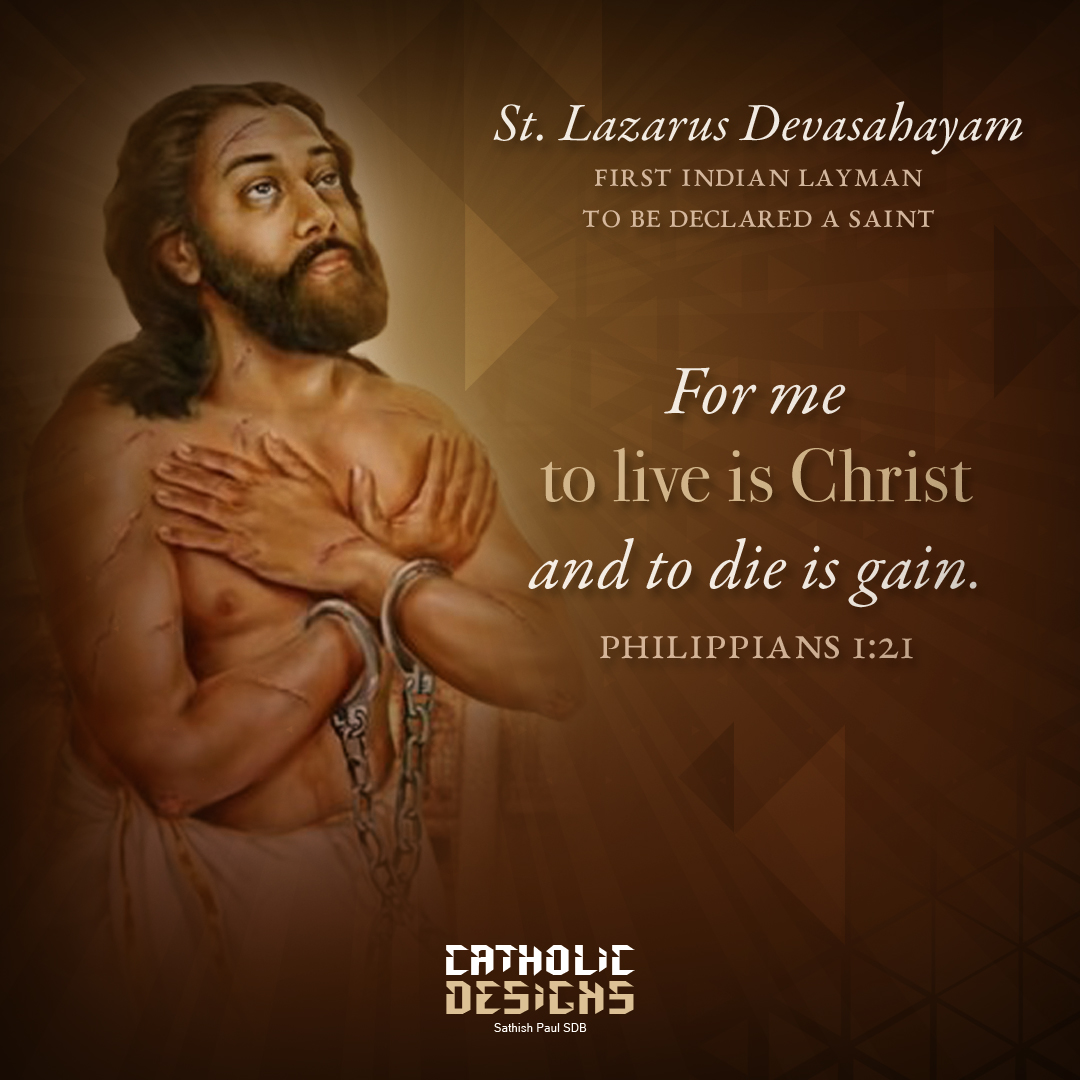 St. Lazarus Devasahayam
FIRST INDIAN LAYMAN
TO BE DECLARED A SAINT
For me
to live is Christ
and to die is gain.
PHILIPPIANS 1:21
CATHOLIC
DESIGNS
Sathish Paul SDB